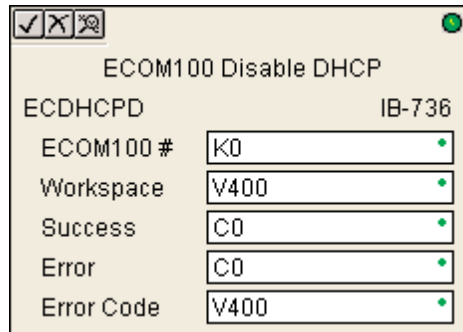 ECOM100 Disable DHCP
ECDHCPD IB-736
ECOM100 # K0
Workspace V400
Success C0
Error C0
Error Code V400